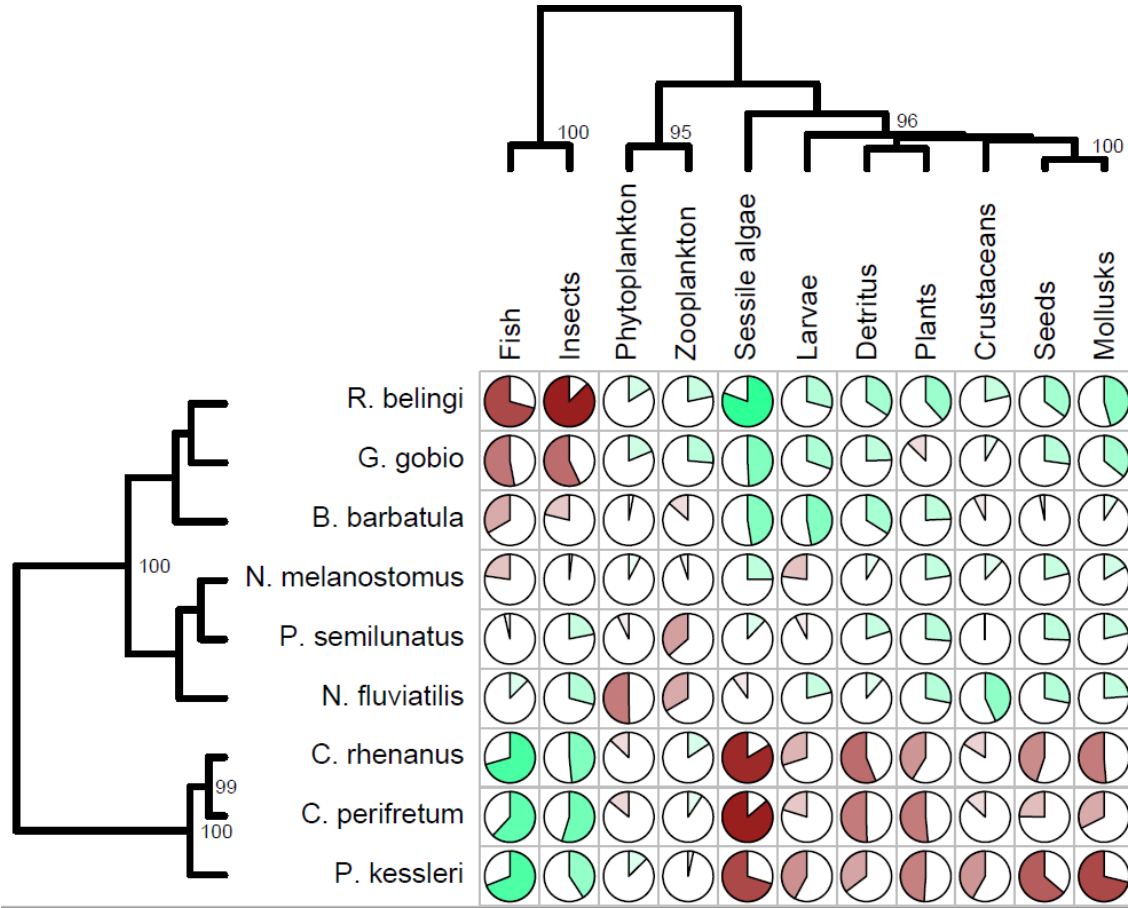 100
95
96
100
Fish
Insects
Phytoplankton
Zooplankton
Sessile algae
Larvae
Detritus
Plants
Crustaceans
Seeds
Mollusks
R. belingi
G. gobio
B. barbatula
100
N. melanostomus
P. semilunatus
N. fluviatilis
C. rhenanus
99
C. perifretum
100
P. kessleri